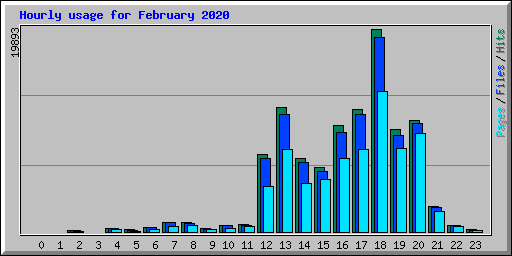 Hourly usage for February 2020
19893
Pages / Files / Hits
0 1 2 3 4 5 6 7 8 9 10 11 12 13 14 15 16 17 18 19 20 21 22 23